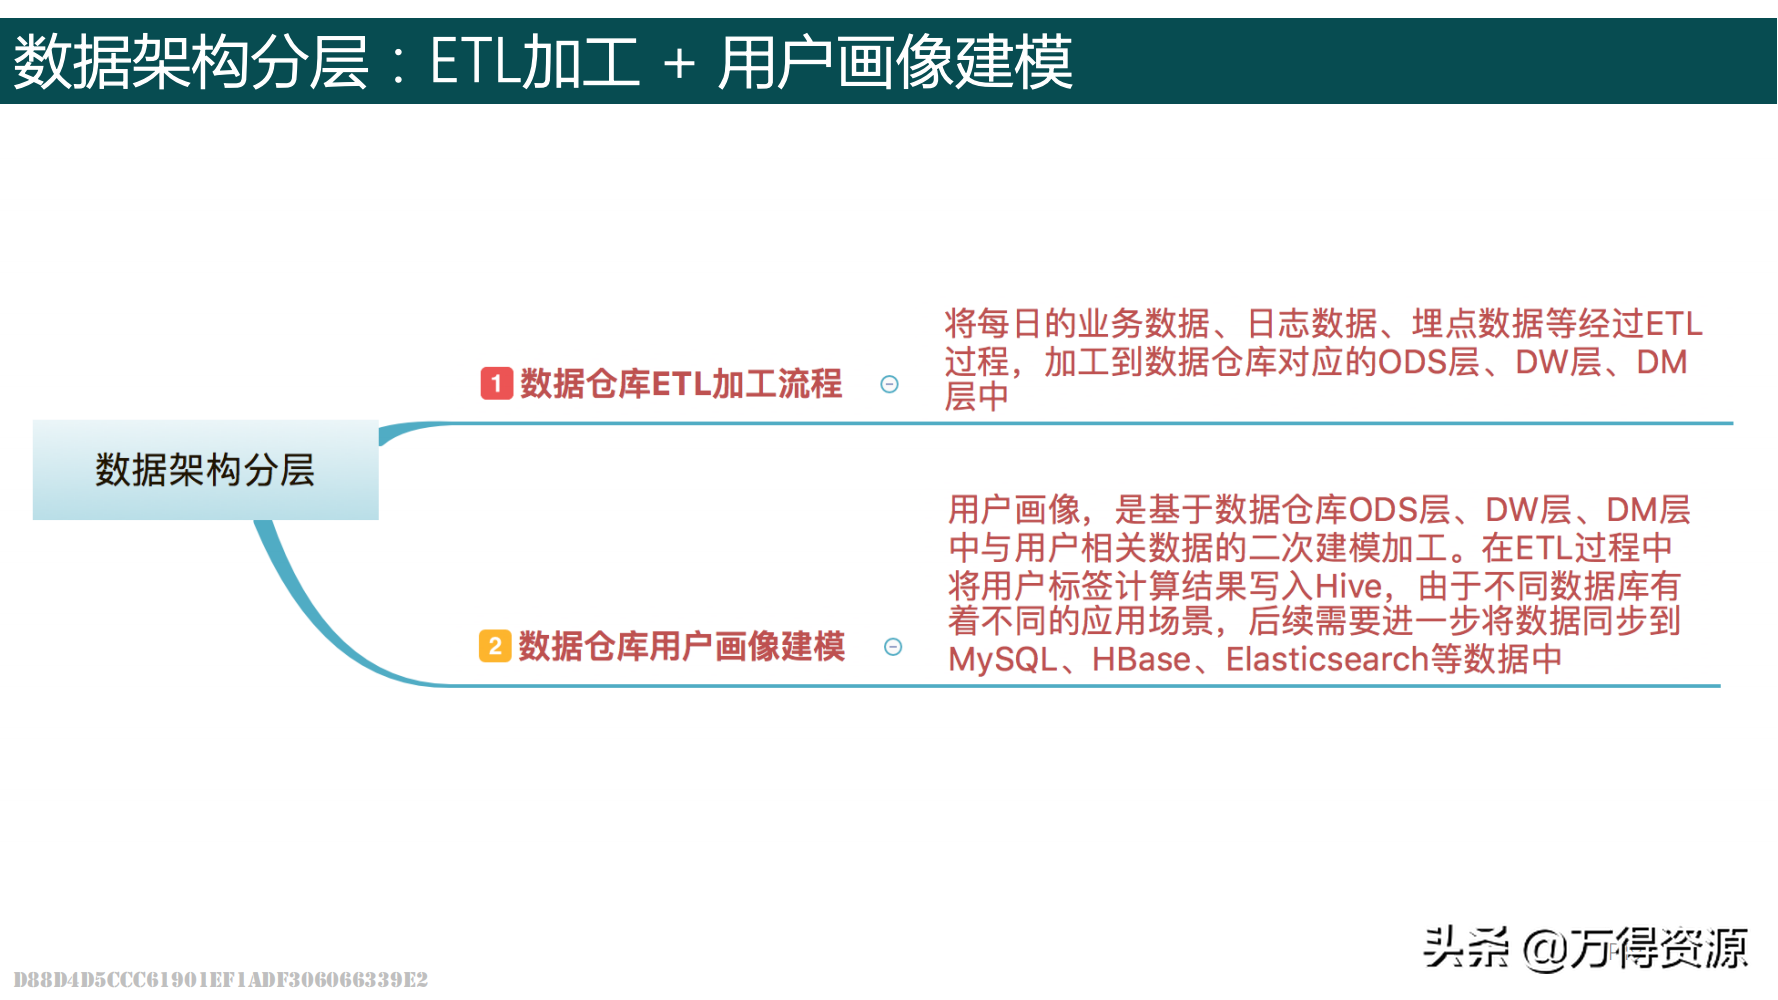 数据架构分层：ETL加工 + 用户画像建模
将每日的业务数据、日志数据、埋点数据等经过ETL
过程，加工到数据仓库对应的ODS层、DW层、DM
层中
1 数据仓库ETL加工流程
数据架构分层
用户画像，是基于数据仓库ODS层、DW层、DM层
中与用户相关数据的二次建模加工。在ETL过程中
将用户标签计算结果写入Hive，由于不同数据库有
着不同的应用场景，后续需要进一步将数据同步到
MySQL、HBase、Elasticsearch等数据中
2 数据仓库用户画像建模
头条 @万得资源
D88D4D5CCC61901EF1ADF306066339E2